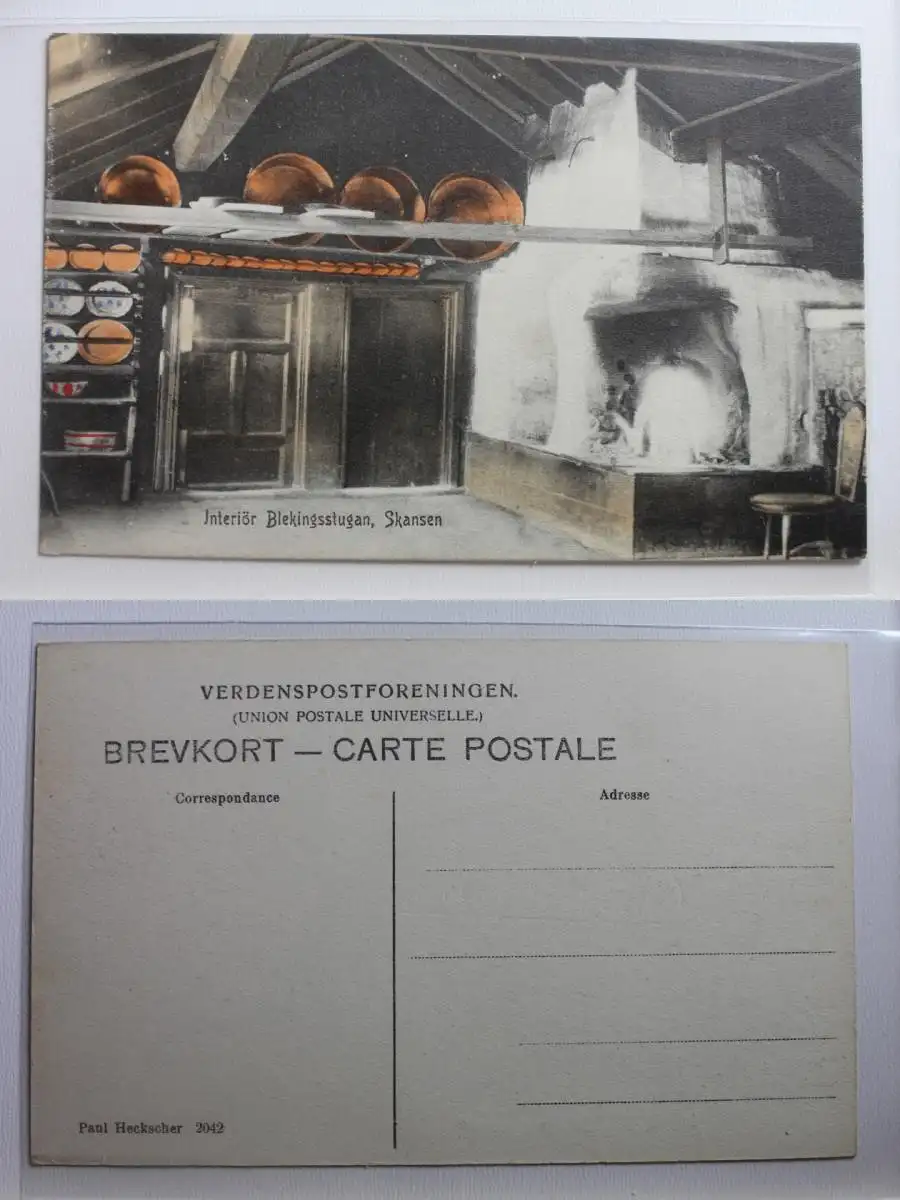 Interiör Blekingsstugan, Skansen
VERDENSPOSTFORENINGEN.
(UNION POSTALE UNIVERSELLE.)
BREVKORT — CARTE POSTALE
Correspondance
Adresse
Paul Heckscher 2042